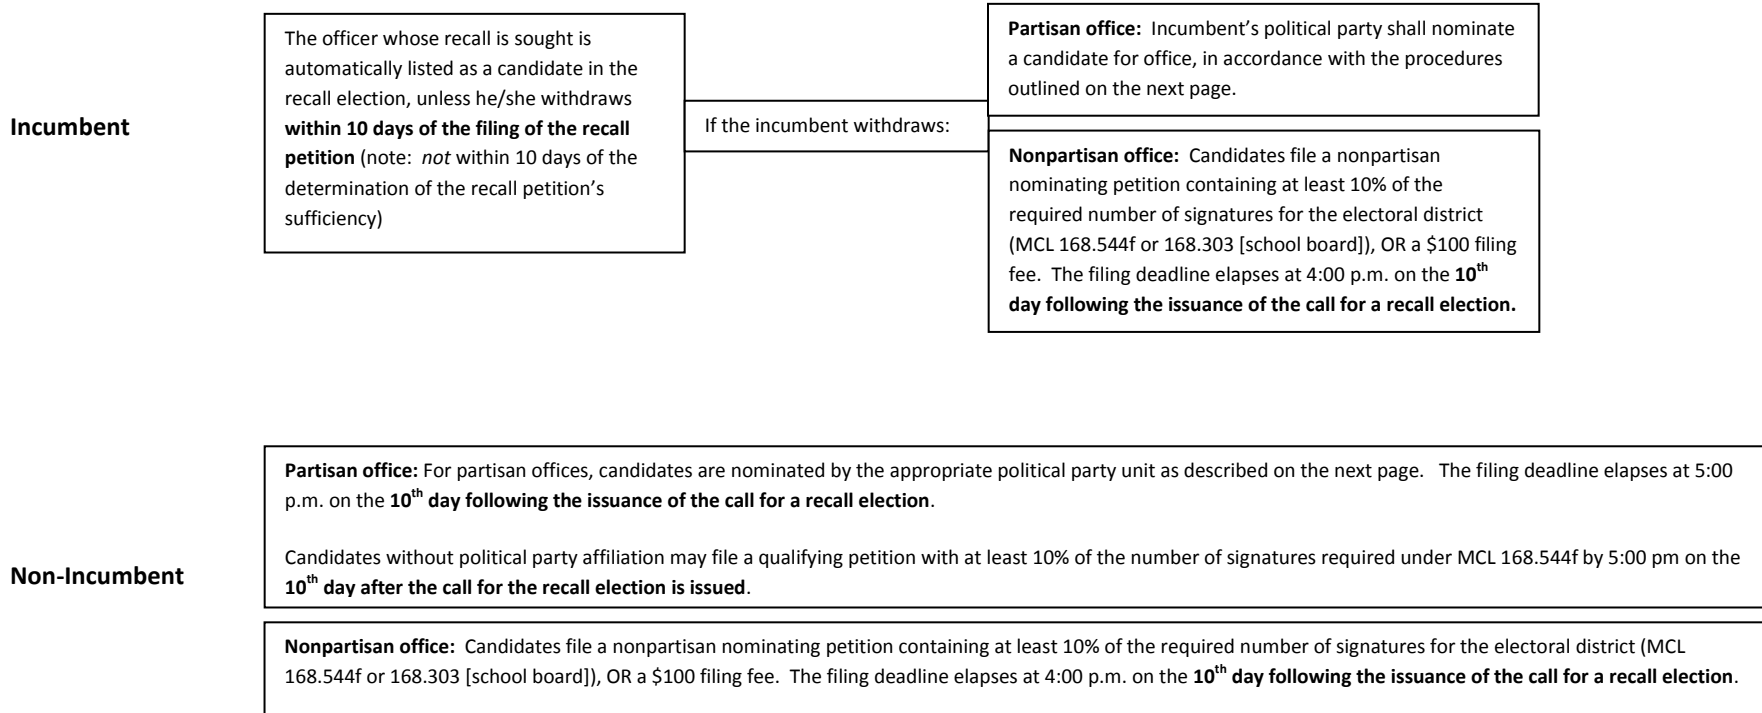 Incumbent
The officer whose recall is sought is
automatically listed as a candidate in the
recall election, unless he/she withdraws
within 10 days of the filing of the recall
petition (note:  not within 10 days of the
determination of the recall petition’s
sufficiency)
If the incumbent withdraws:
Partisan office:  Incumbent’s political party shall nominate
a candidate for office, in accordance with the procedures
outlined on the next page.
Nonpartisan office:  Candidates file a nonpartisan
nominating petition containing at least 10% of the
required number of signatures for the electoral district
(MCL 168.544f or 168.303 [school board]), OR a $100 filing
fee.  The filing deadline elapses at 4:00 p.m. on the 10th
day following the issuance of the call for a recall election.
Non-Incumbent
Partisan office: For partisan offices, candidates are nominated by the appropriate political party unit as described on the next page.   The filing deadline elapses at 5:00
p.m. on the 10th day following the issuance of the call for a recall election.
Candidates without political party affiliation may file a qualifying petition with at least 10% of the number of signatures required under MCL 168.544f by 5:00 pm on the
10th day after the call for the recall election is issued.
Nonpartisan office:  Candidates file a nonpartisan nominating petition containing at least 10% of the required number of signatures for the electoral district (MCL
168.544f or 168.303 [school board]), OR a $100 filing fee.  The filing deadline elapses at 4:00 p.m. on the 10th day following the issuance of the call for a recall election.